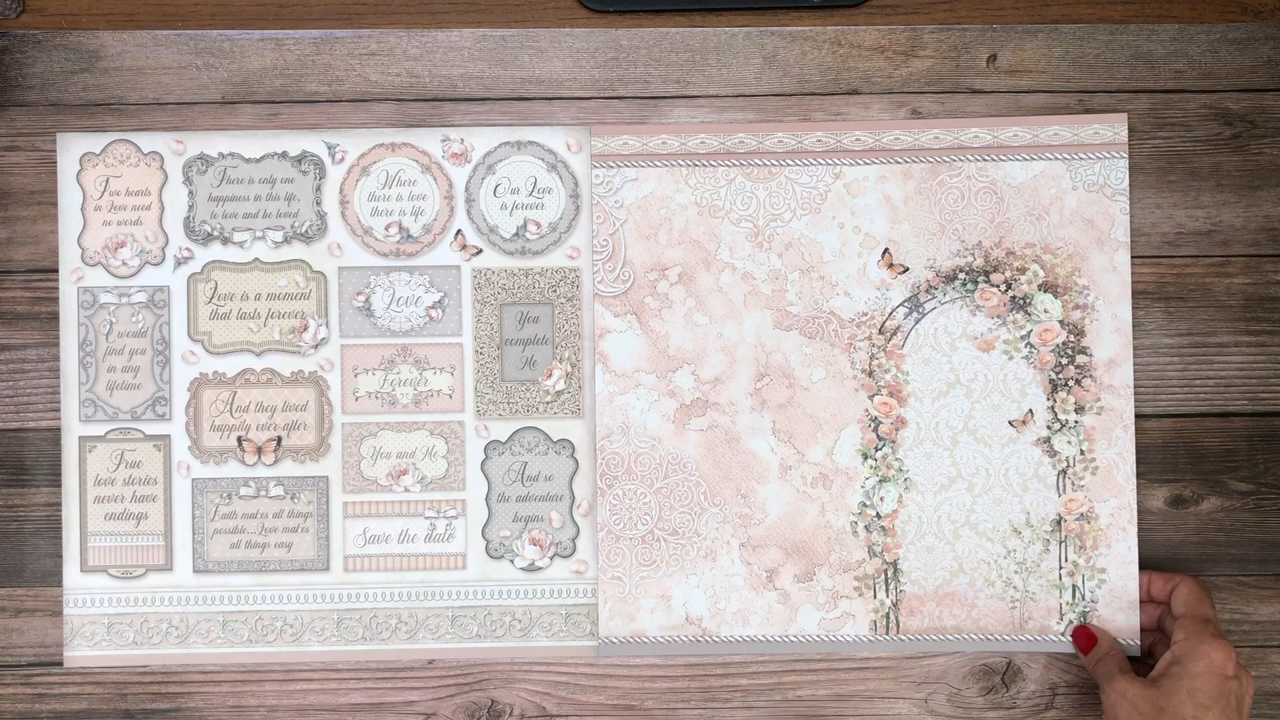 Two hearts
in Love need
no words
There is only one
happiness in this life,
to love and be loved
Where
there is love
there is life
Our Love
is forever
I would
find you
in any
lifetime
Love is a moment
that lasts forever
Love
You
complete
Me
Forever
And they lived
happily ever after
You and Me
True
love stories
never have
endings
Faith makes all things
possible...Love makes
all things easy
Save the date
And so
the adventure
begins